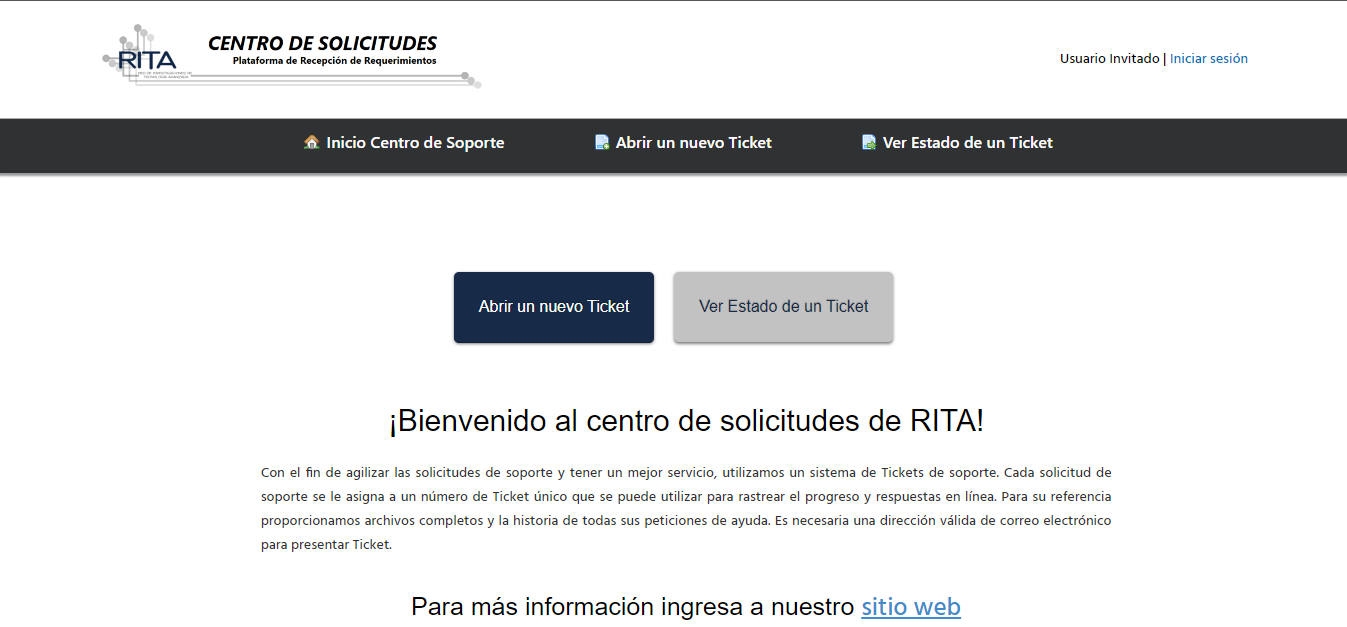 RITA
CENTRO DE SOLICITUDES
Plataforma de Recepción de Requerimientos
Usuario Invitado | Iniciar sesión
Inicio Centro de Soporte
Abrir un nuevo Ticket
Ver Estado de un Ticket
Abrir un nuevo Ticket
Ver Estado de un Ticket
¡Bienvenido al centro de solicitudes de RITA!
Con el fin de agilizar las solicitudes de soporte y tener un mejor servicio, utilizamos un sistema de Tickets de soporte. Cada solicitud de
soporte se le asigna a un número de Ticket único que se puede utilizar para rastrear el progreso y respuestas en línea. Para su referencia
proporcionamos archivos completos y la historia de todas sus peticiones de ayuda. Es necesaria una dirección válida de correo electrónico
para presentar Ticket.
Para más información ingresa a nuestro sitio web